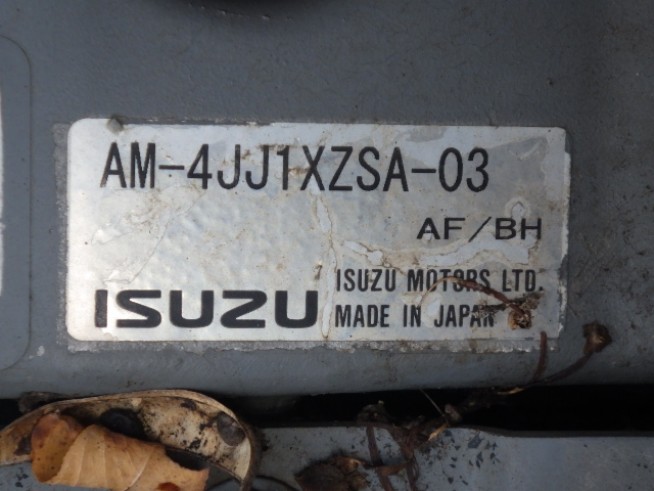 AM-4JJ1XZSA-03
AF/BH
ISUZU MOTORS LTD.
ISUZU MADE IN JAPAN